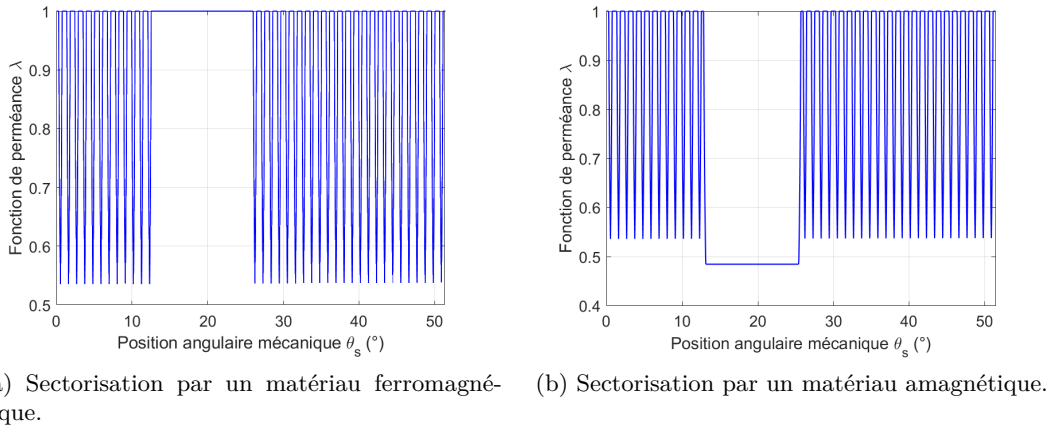 Fonction de perméance λ
1
0.9
0.8
0.7
0.6
0.5
0 10 20 30 40 50
Position angulaire mécanique θs (°)
Fonction de perméance λ
1
0.9
0.8
0.7
0.6
0.5
0.4
0 10 20 30 40 50
Position angulaire mécanique θs (°)
) Sectorisation par un matériau ferromagné-
que.
(b) Sectorisation par un matériau amagnétique.